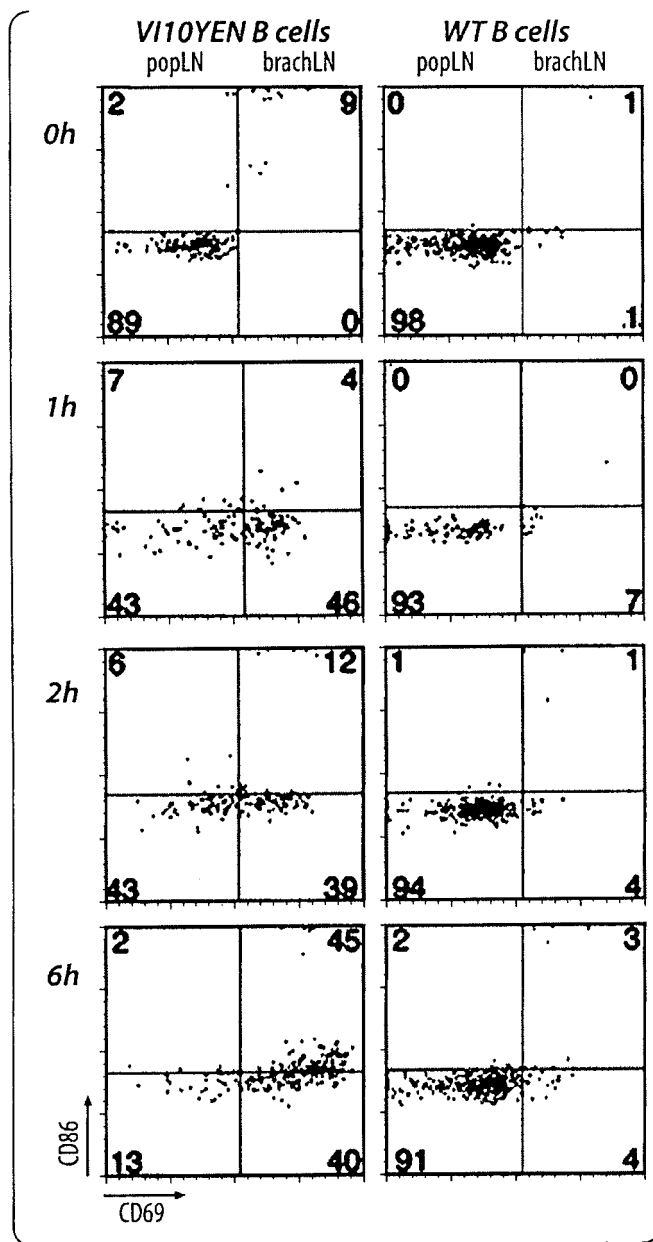 VI10YEN B cells WT B cells
popLN brachLN popLN brachLN
0h
2 9 0 1
89 0 98 1
1h
7 4 0 0
43 46 93 7
2h
6 12 1 1
43 39 94 4
6h
2 45 2 3
13 40 91 4
CD86
CD69